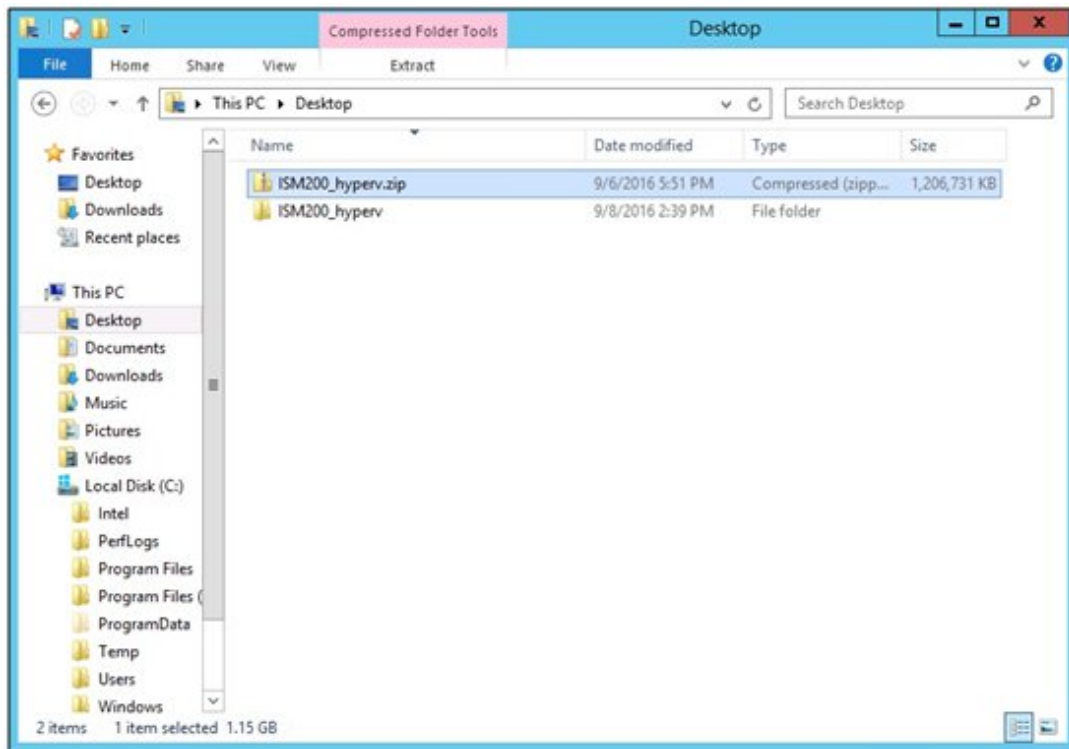 Compressed Folder Tools
Desktop
File Home Share View Extract
This PC Desktop
Search Desktop
Name Date modified Type Size
Favorites
Desktop
Downloads
Recent places
This PC
Desktop
Documents
Downloads
Music
Pictures
Videos
Local Disk (C:)
Intel
PerfLogs
Program Files
Program Files (
ProgramData
Temp
Users
Windows
ISM200_hyperv.zip 9/6/2016 5:51 PM Compressed (zipp... 1,206,731 KB
ISM200_hyperv 9/8/2016 2:39 PM File folder
2 items 1 item selected 1.15 GB